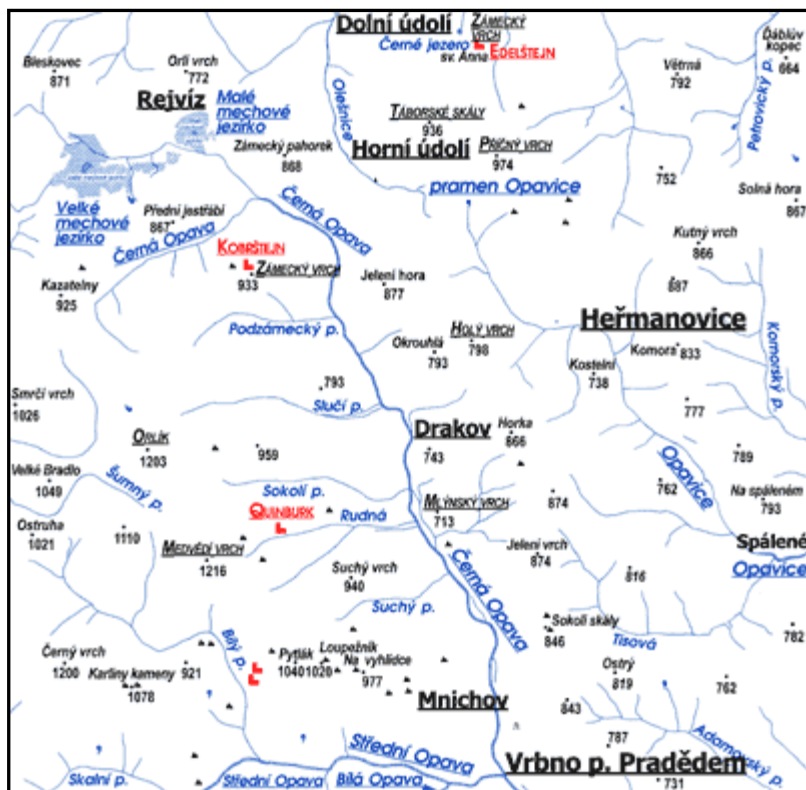 Dolní údolí
ZÁMECKÝ
VRCH
Černé jezero
EDELŠTEJN
sv. Anna
Ďáblův
kopec
664
Bleskovec
871
Orlí vrch
772
Větrná
792
Rejvíz
Malé
mechové
jezírko
Olešnice
Petrovický p.
TÁBORSKÉ SKÁLY
936
Horní údolí
PŘÍČNÝ VRCH
974
Zámecký pahorek
868
pramen Opavice
752
Solná hora
867
Velké
mechové
jezírko
Přední jestřábí
867
Černá Opava
Černá Opava
KOBRŠTEJN
ZÁMECKÝ VRCH
933
Jelení hora
877
Kutný vrch
866
887
Kazatelny
925
Podzámecký p.
Okrouhlá
793
HOLÝ VRCH
798
Heřmanovice
Komora 833
Komorský p.
Kostelní
738
Smrčí vrch
1026
793
Slučí p.
777
ORLÍK
1203
959
Drakov
743
Horka
866
789
Velké Bradlo
1049
Šumný p.
Sokolí p.
QUINBURK
Rudná
MLÝNSKÝ VRCH
713
874
762
Opavice
Na spáleném
793
Ostruha
1021
1110
MEDVĚDÍ VRCH
1216
Suchý vrch
940
Suchý p.
Černá Opava
Jelení vrch
874
816
Spálené
Opavice
Sokolí skály
846
Tisová
782
Bílý p.
Černý vrch
1200
Karliny kameny
1078
921
Pytlák
1040
Loupežník
1020
Na vyhlídce
977
Ostrý
819
762
Mnichov
843
787
Adamovský p.
Střední Opava
Vrbno p. Pradědem
731
Skalní p.
Střední Opava
Bílá Opava